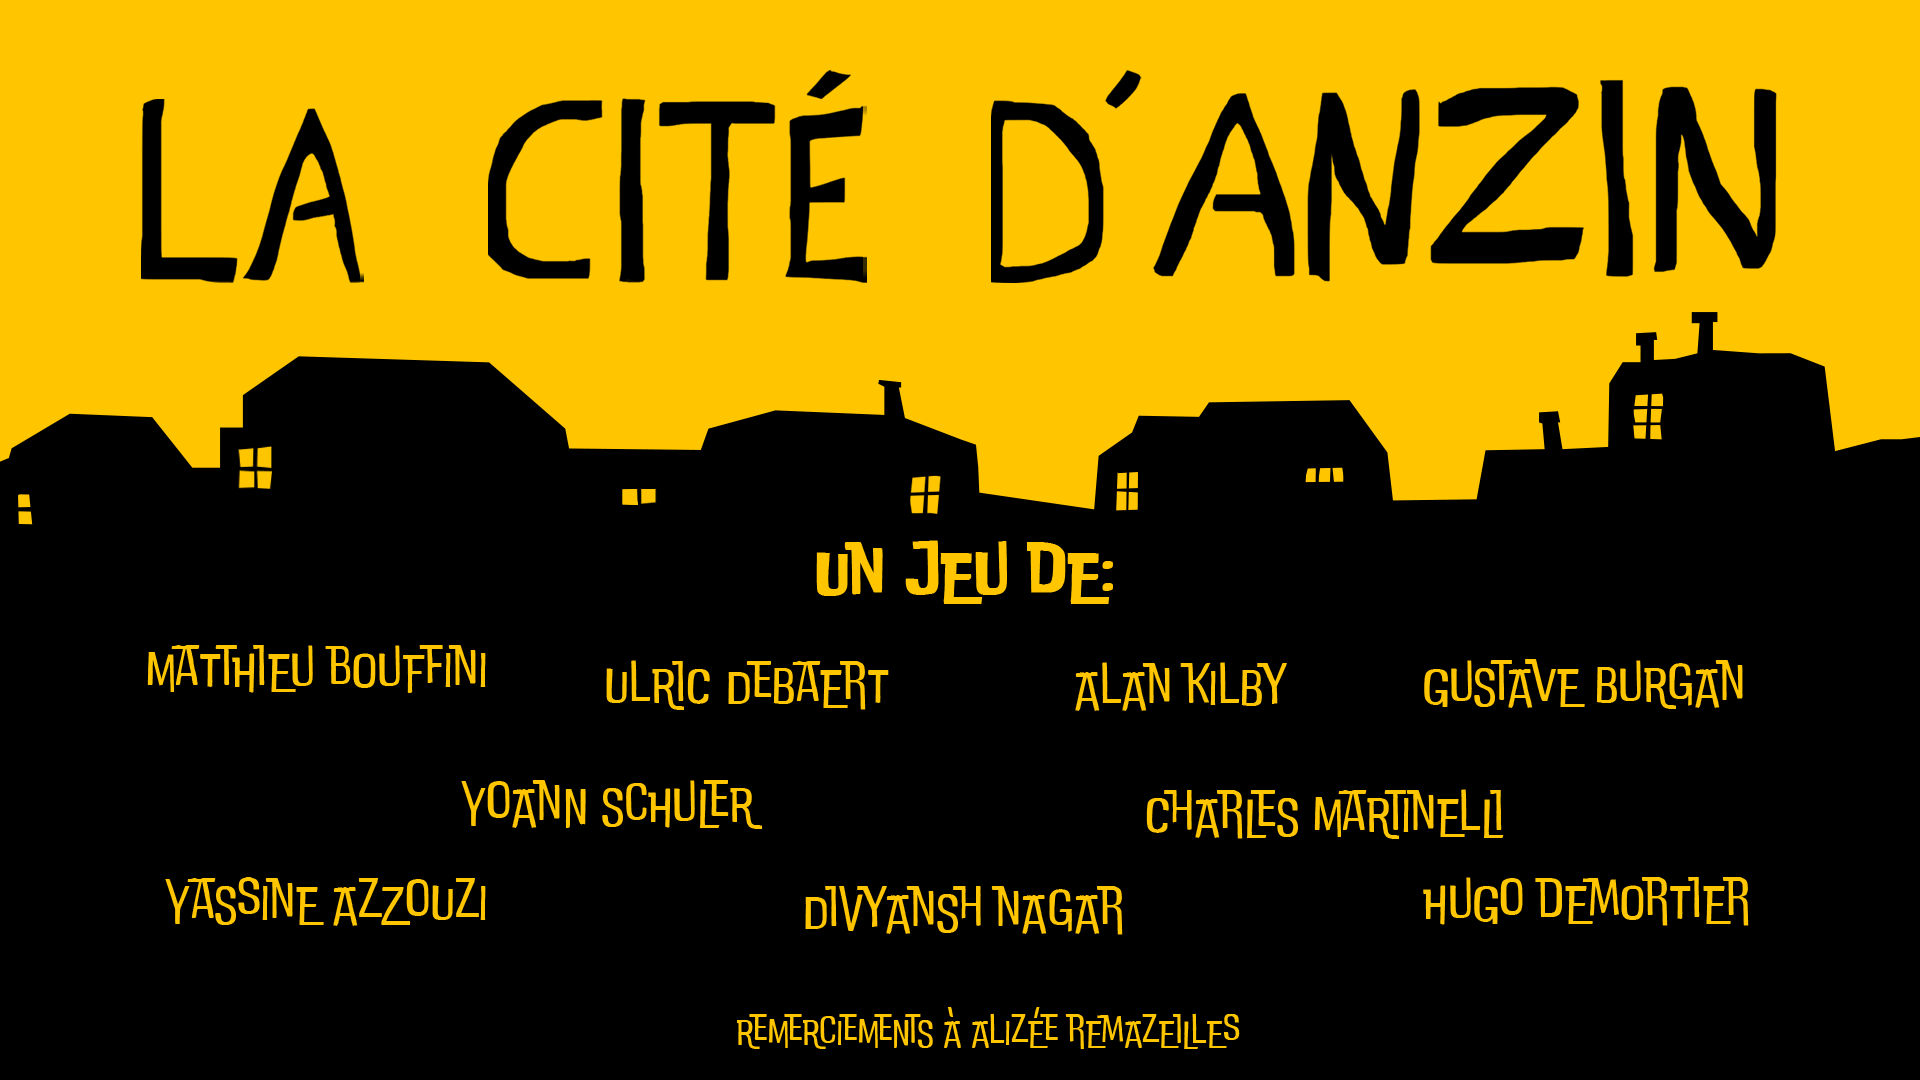 LA CITÉ D'ANZIN
UN JEU DE:
MATTHIEU BOUFFINI
ULRIC DEBAERT
ALAN KILBY
GUSTAVE BURGAN
YOANN SCHULER
CHARLES MARTINELLI
YASSINE AZZOUZI
DIVYANSH NAGAR
HUGO DEMORTIER
REMERCIEMENTS À ALIZÉE REMAZEILLES